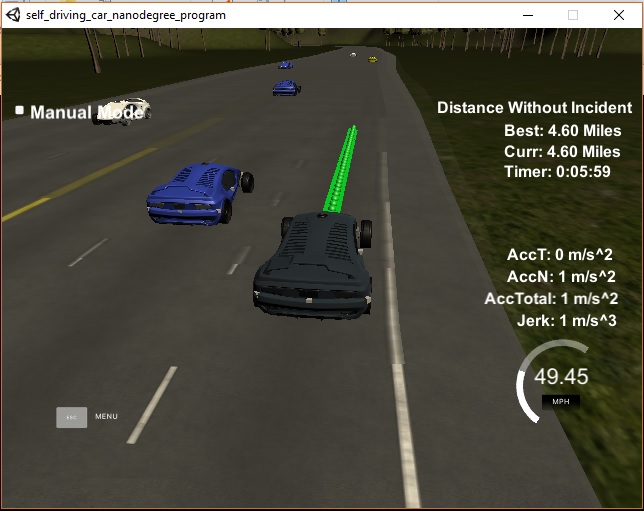 self_driving_car_nanodegree_program
Manual Mode
Distance Without Incident
Best: 4.60 Miles
Curr: 4.60 Miles
Timer: 0:05:59
AccT: 0 m/s^2
AccN: 1 m/s^2
AccTotal: 1 m/s^2
Jerk: 1 m/s^3
49.45
MPH
ESC MENU